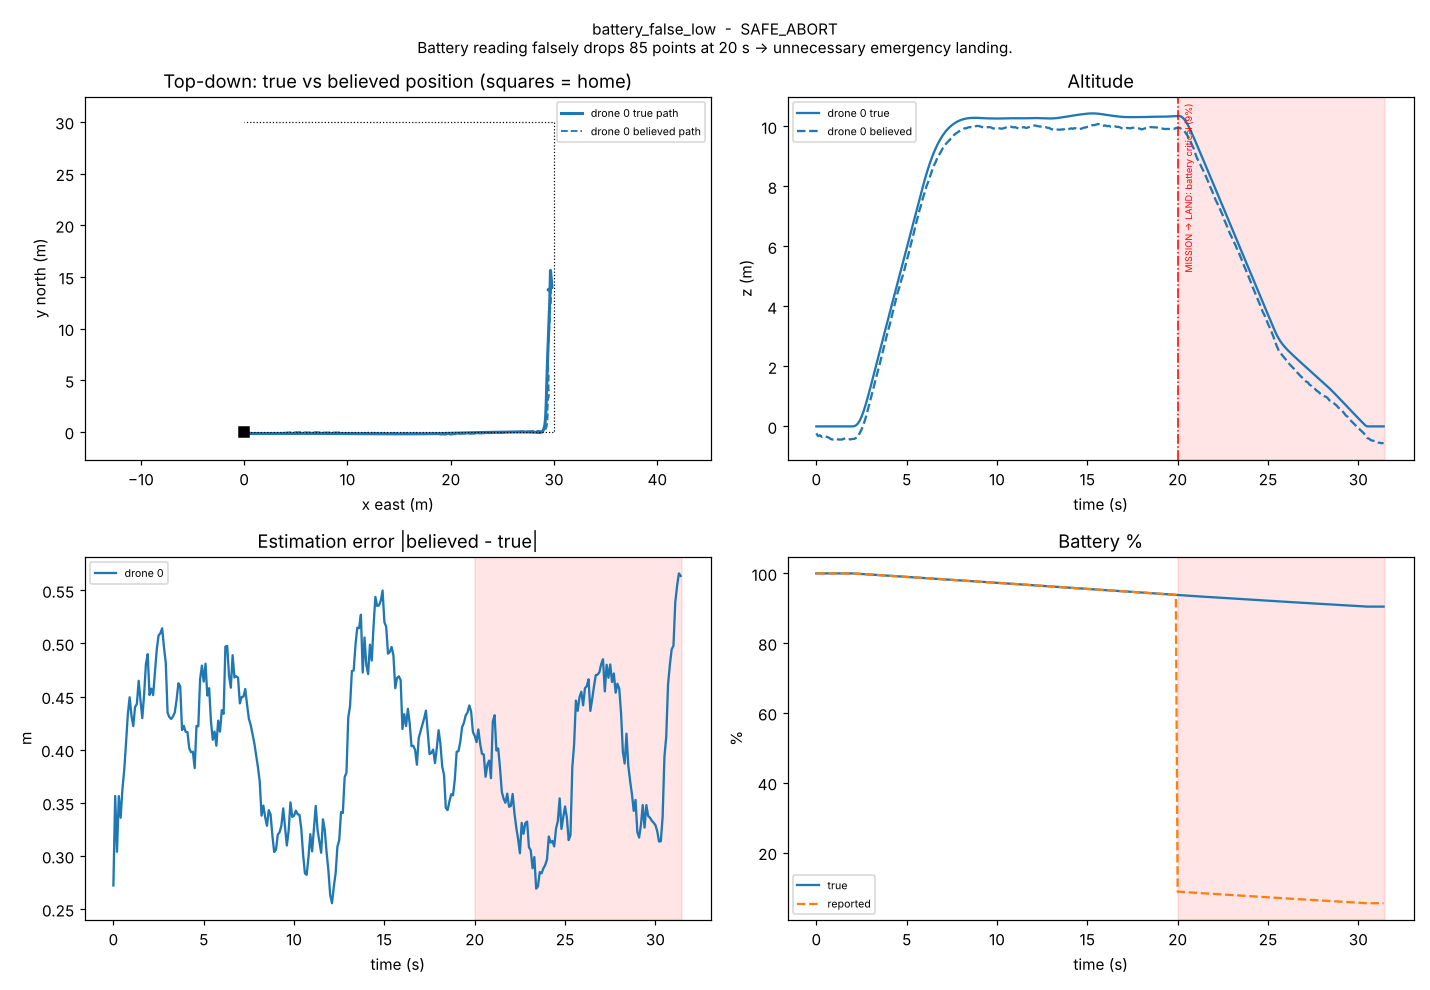 battery_false_low - SAFE_ABORT
Battery reading falsely drops 85 points at 20 s → unnecessary emergency landing.
Top-down: true vs believed position (squares = home)
drone 0 true path
drone 0 believed path
y north (m)
30
25
20
15
10
5
0
−10
0
10
20
30
40
x east (m)
Altitude
drone 0 true
drone 0 believed
MISSION → LAND: battery critical (9%)
z (m)
10
8
6
4
2
0
0
5
10
15
20
25
30
time (s)
Estimation error |believed - true|
drone 0
m
0.55
0.50
0.45
0.40
0.35
0.30
0.25
0
5
10
15
20
25
30
time (s)
Battery %
%
100
80
60
40
20
true
reported
0
5
10
15
20
25
30
time (s)